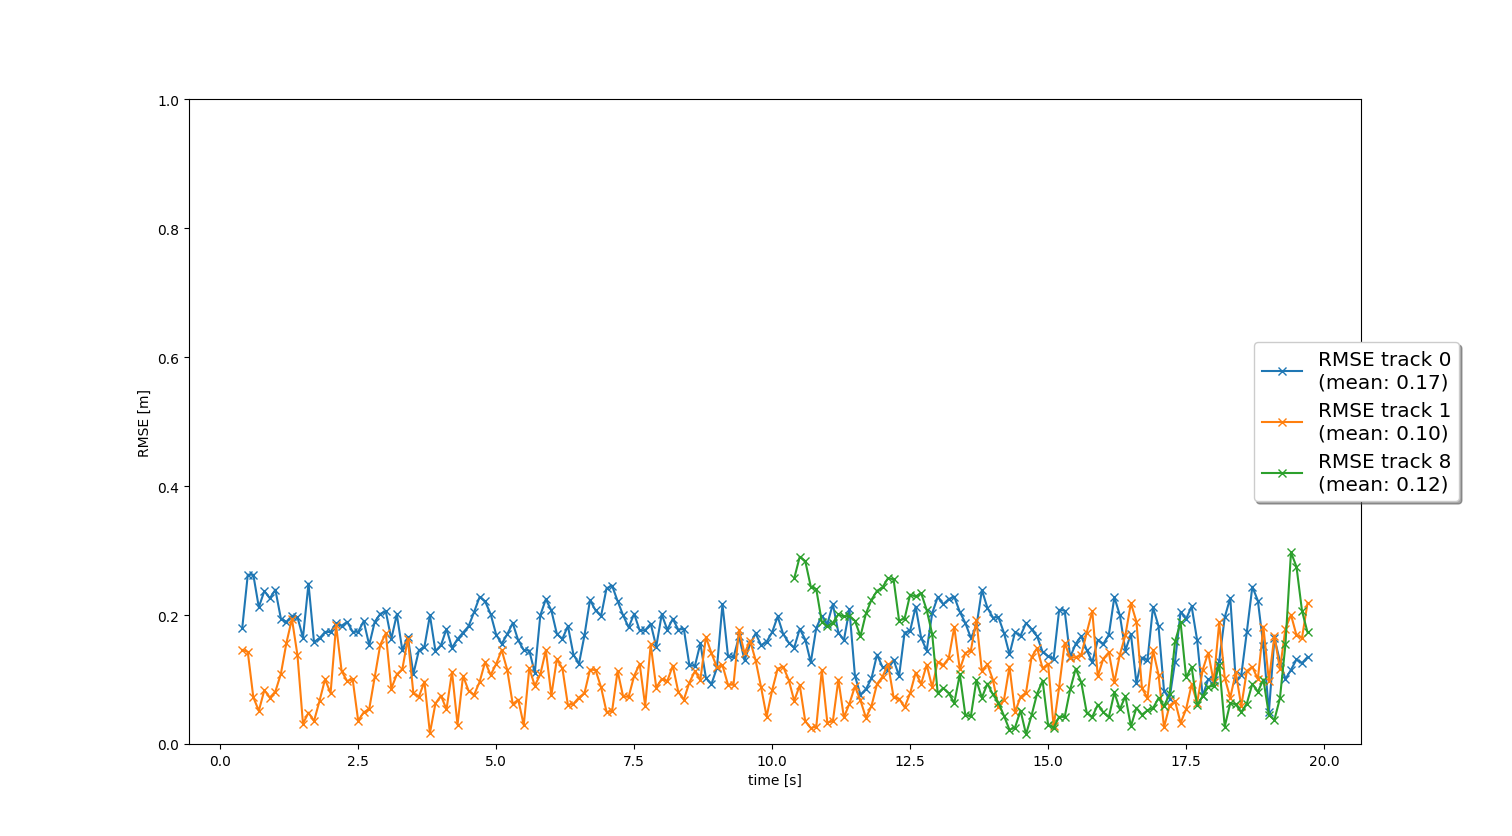 1.0
0.8
0.6
0.4
0.2
0.0
RMSE [m]
0.0 2.5 5.0 7.5 10.0 12.5 15.0 17.5 20.0
time [s]
RMSE track 0
(mean: 0.17)
RMSE track 1
(mean: 0.10)
RMSE track 8
(mean: 0.12)